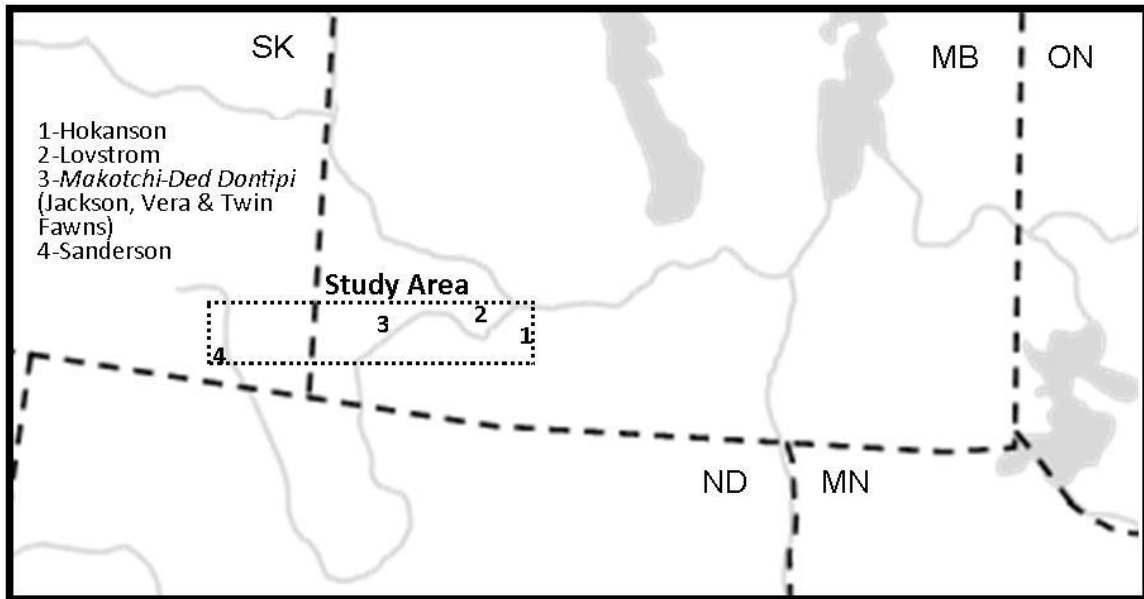 SK
MB
ON
1-Hokanson
2-Lovstrom
3-Makotchi-Ded Dontipi
(Jackson, Vera & Twin
Fawns)
4-Sanderson
Study Area
2
3
1
4
ND
MN